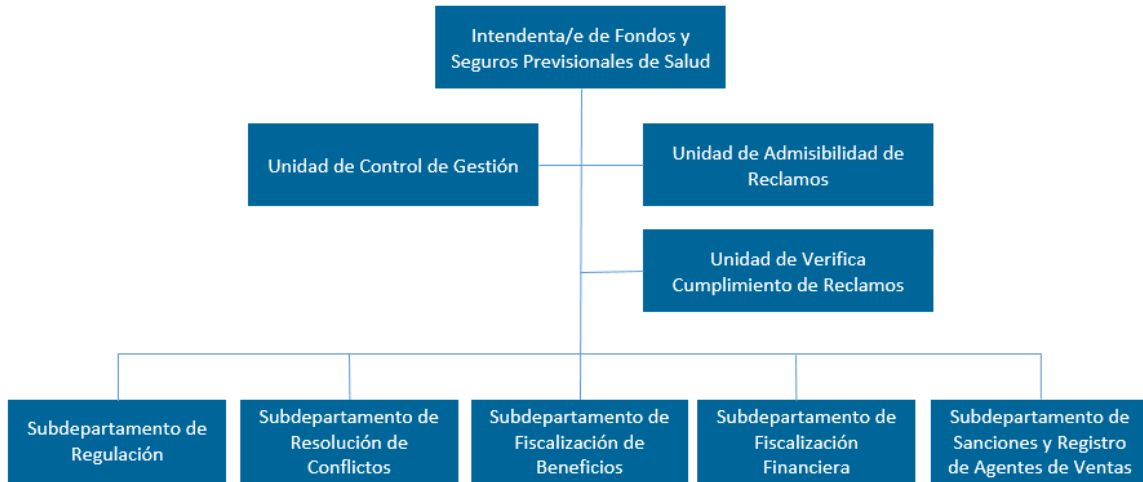 Intendenta/e de Fondos y
Seguros Previsionales de Salud
Unidad de Control de Gestión
Unidad de Admisibilidad de
Reclamos
Unidad de Verifica
Cumplimiento de Reclamos
Subdepartamento de
Regulación
Subdepartamento de
Resolución de
Conflictos
Subdepartamento de
Fiscalización de
Beneficios
Subdepartamento de
Fiscalización
Financiera
Subdepartamento de
Sanciones y Registro
de Agentes de Ventas